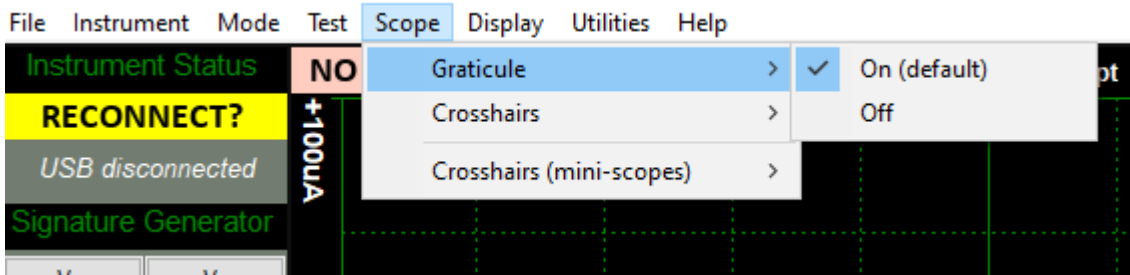 File Instrument Mode Test Scope Display Utilities Help
Instrument Status
NO
Graticule
On (default)
pt
RECONNECT?
Crosshairs
Off
+100uA
USB disconnected
Crosshairs (mini-scopes)
Signature Generator